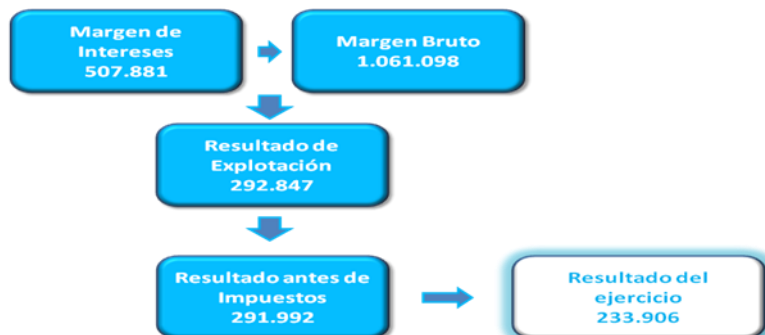 Margen de
Intereses
507.881
Margen Bruto
1.061.098
Resultado de
Explotación
292.847
Resultado antes de
Impuestos
291.992
Resultado del
ejercicio
233.906